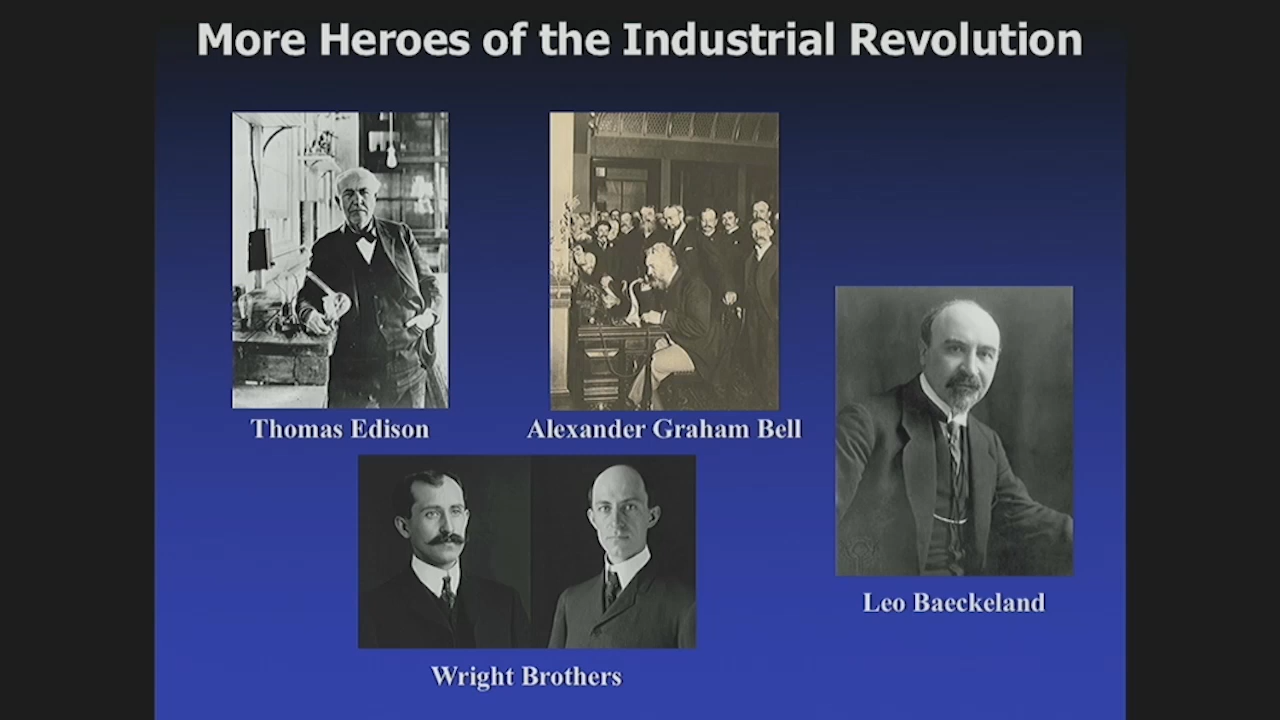 More Heroes of the Industrial Revolution
Thomas Edison
Alexander Graham Bell
Leo Baeckeland
Wright Brothers